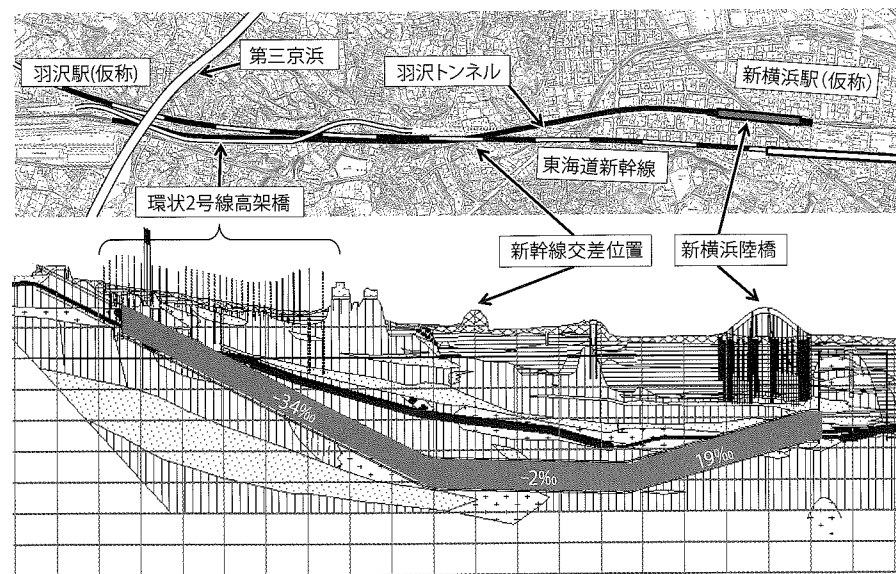 第三京浜
羽沢駅(仮称)
羽沢トンネル
新横浜駅(仮称)
東海道新幹線
環状2号線高架橋
新幹線交差位置
新横浜陸橋
-34‰
-2‰
19‰